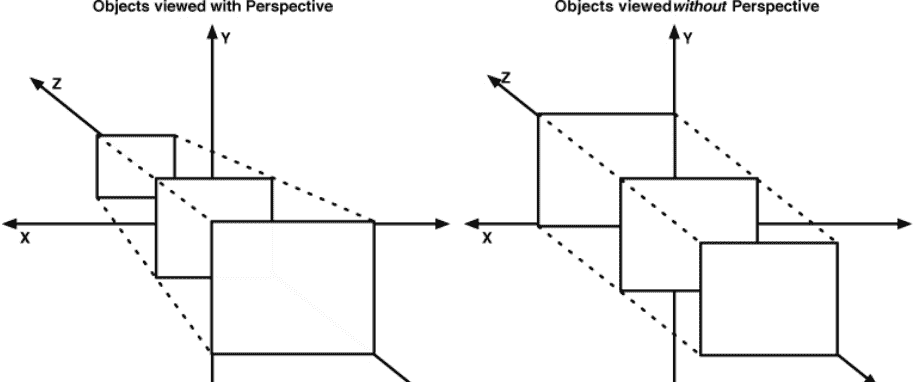 Objects viewed with Perspective
Y
Z
X
Objects viewed without Perspective
Y
Z
X